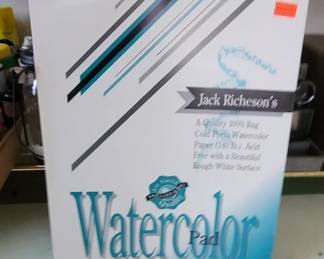 Jack Richeson's
A Quality 100% Rag
Cold Press Watercolor
Paper (140 lb.). Acid
Free with a Beautiful
Rough White Surface.
Watercolor
Pad